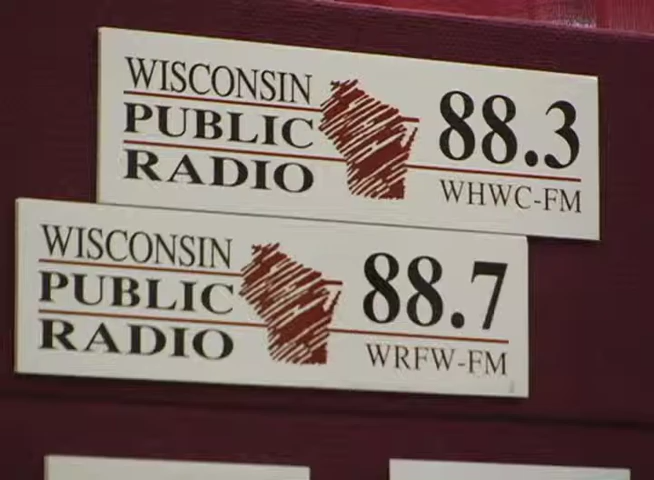 WISCONSIN
PUBLIC
RADIO
88.3
WHWC-FM
WISCONSIN
PUBLIC
RADIO
88.7
WRFW-FM